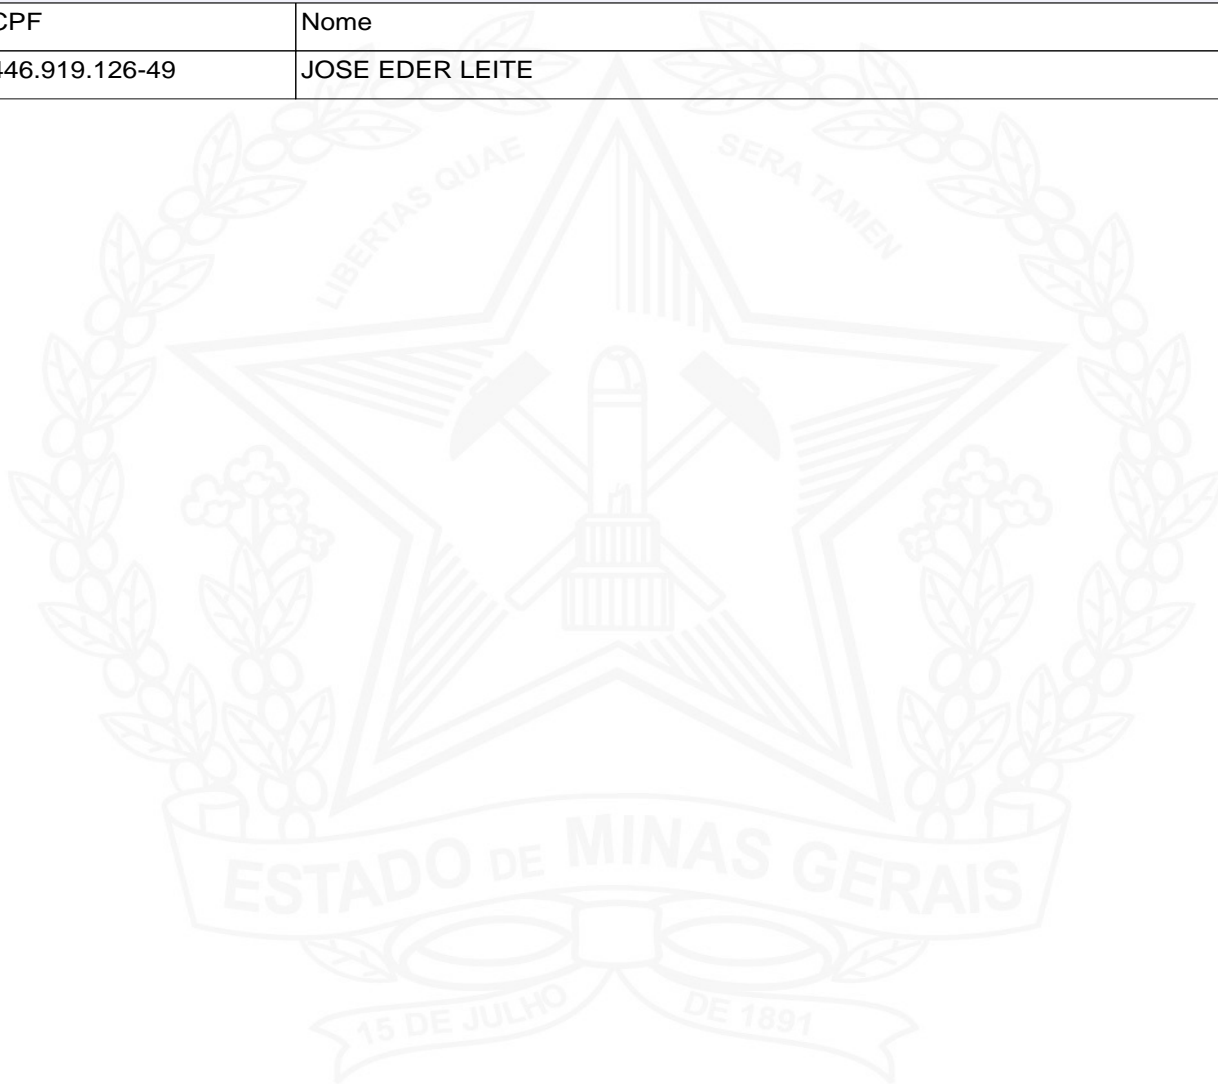 CPF Nome
446.919.126-49 JOSE EDER LEITE
LIBERTAS QUAE SERA TAMEN
ESTADO DE MINAS GERAIS
15 DE JULHO DE 1891